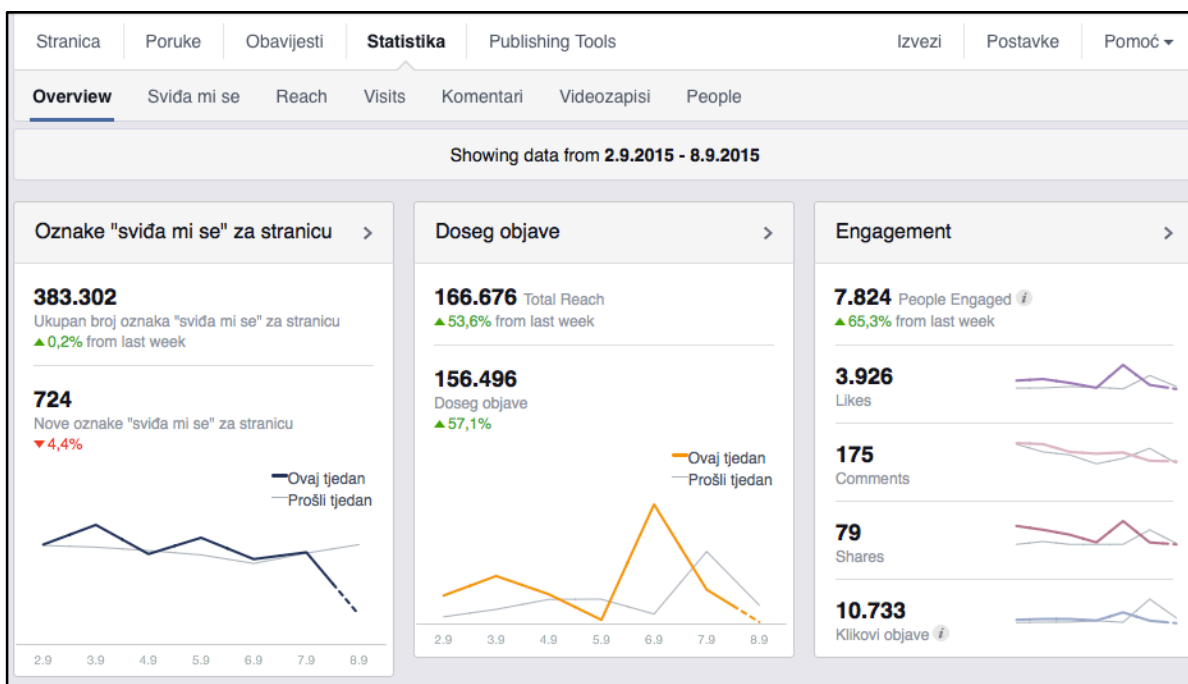 Stranica Poruke Obavijesti Statistika Publishing Tools Izvezi Postavke Pomoć
Overview Sviđa mi se Reach Visits Komentari Videozapisi People
Showing data from 2.9.2015 - 8.9.2015
Oznake "sviđa mi se" za stranicu
383.302
Ukupan broj oznaka "sviđa mi se" za stranicu
0,2% from last week
724
Nove oznake "sviđa mi se" za stranicu
4,4%
Ovaj tjedan
Prošli tjedan
2.9 3.9 4.9 5.9 6.9 7.9 8.9
Doseg objave
166.676 Total Reach
53,6% from last week
156.496
Doseg objave
57,1%
Ovaj tjedan
Prošli tjedan
2.9 3.9 4.9 5.9 6.9 7.9 8.9
Engagement
7.824 People Engaged i
65,3% from last week
3.926
Likes
175
Comments
79
Shares
10.733
Klikovi objave i